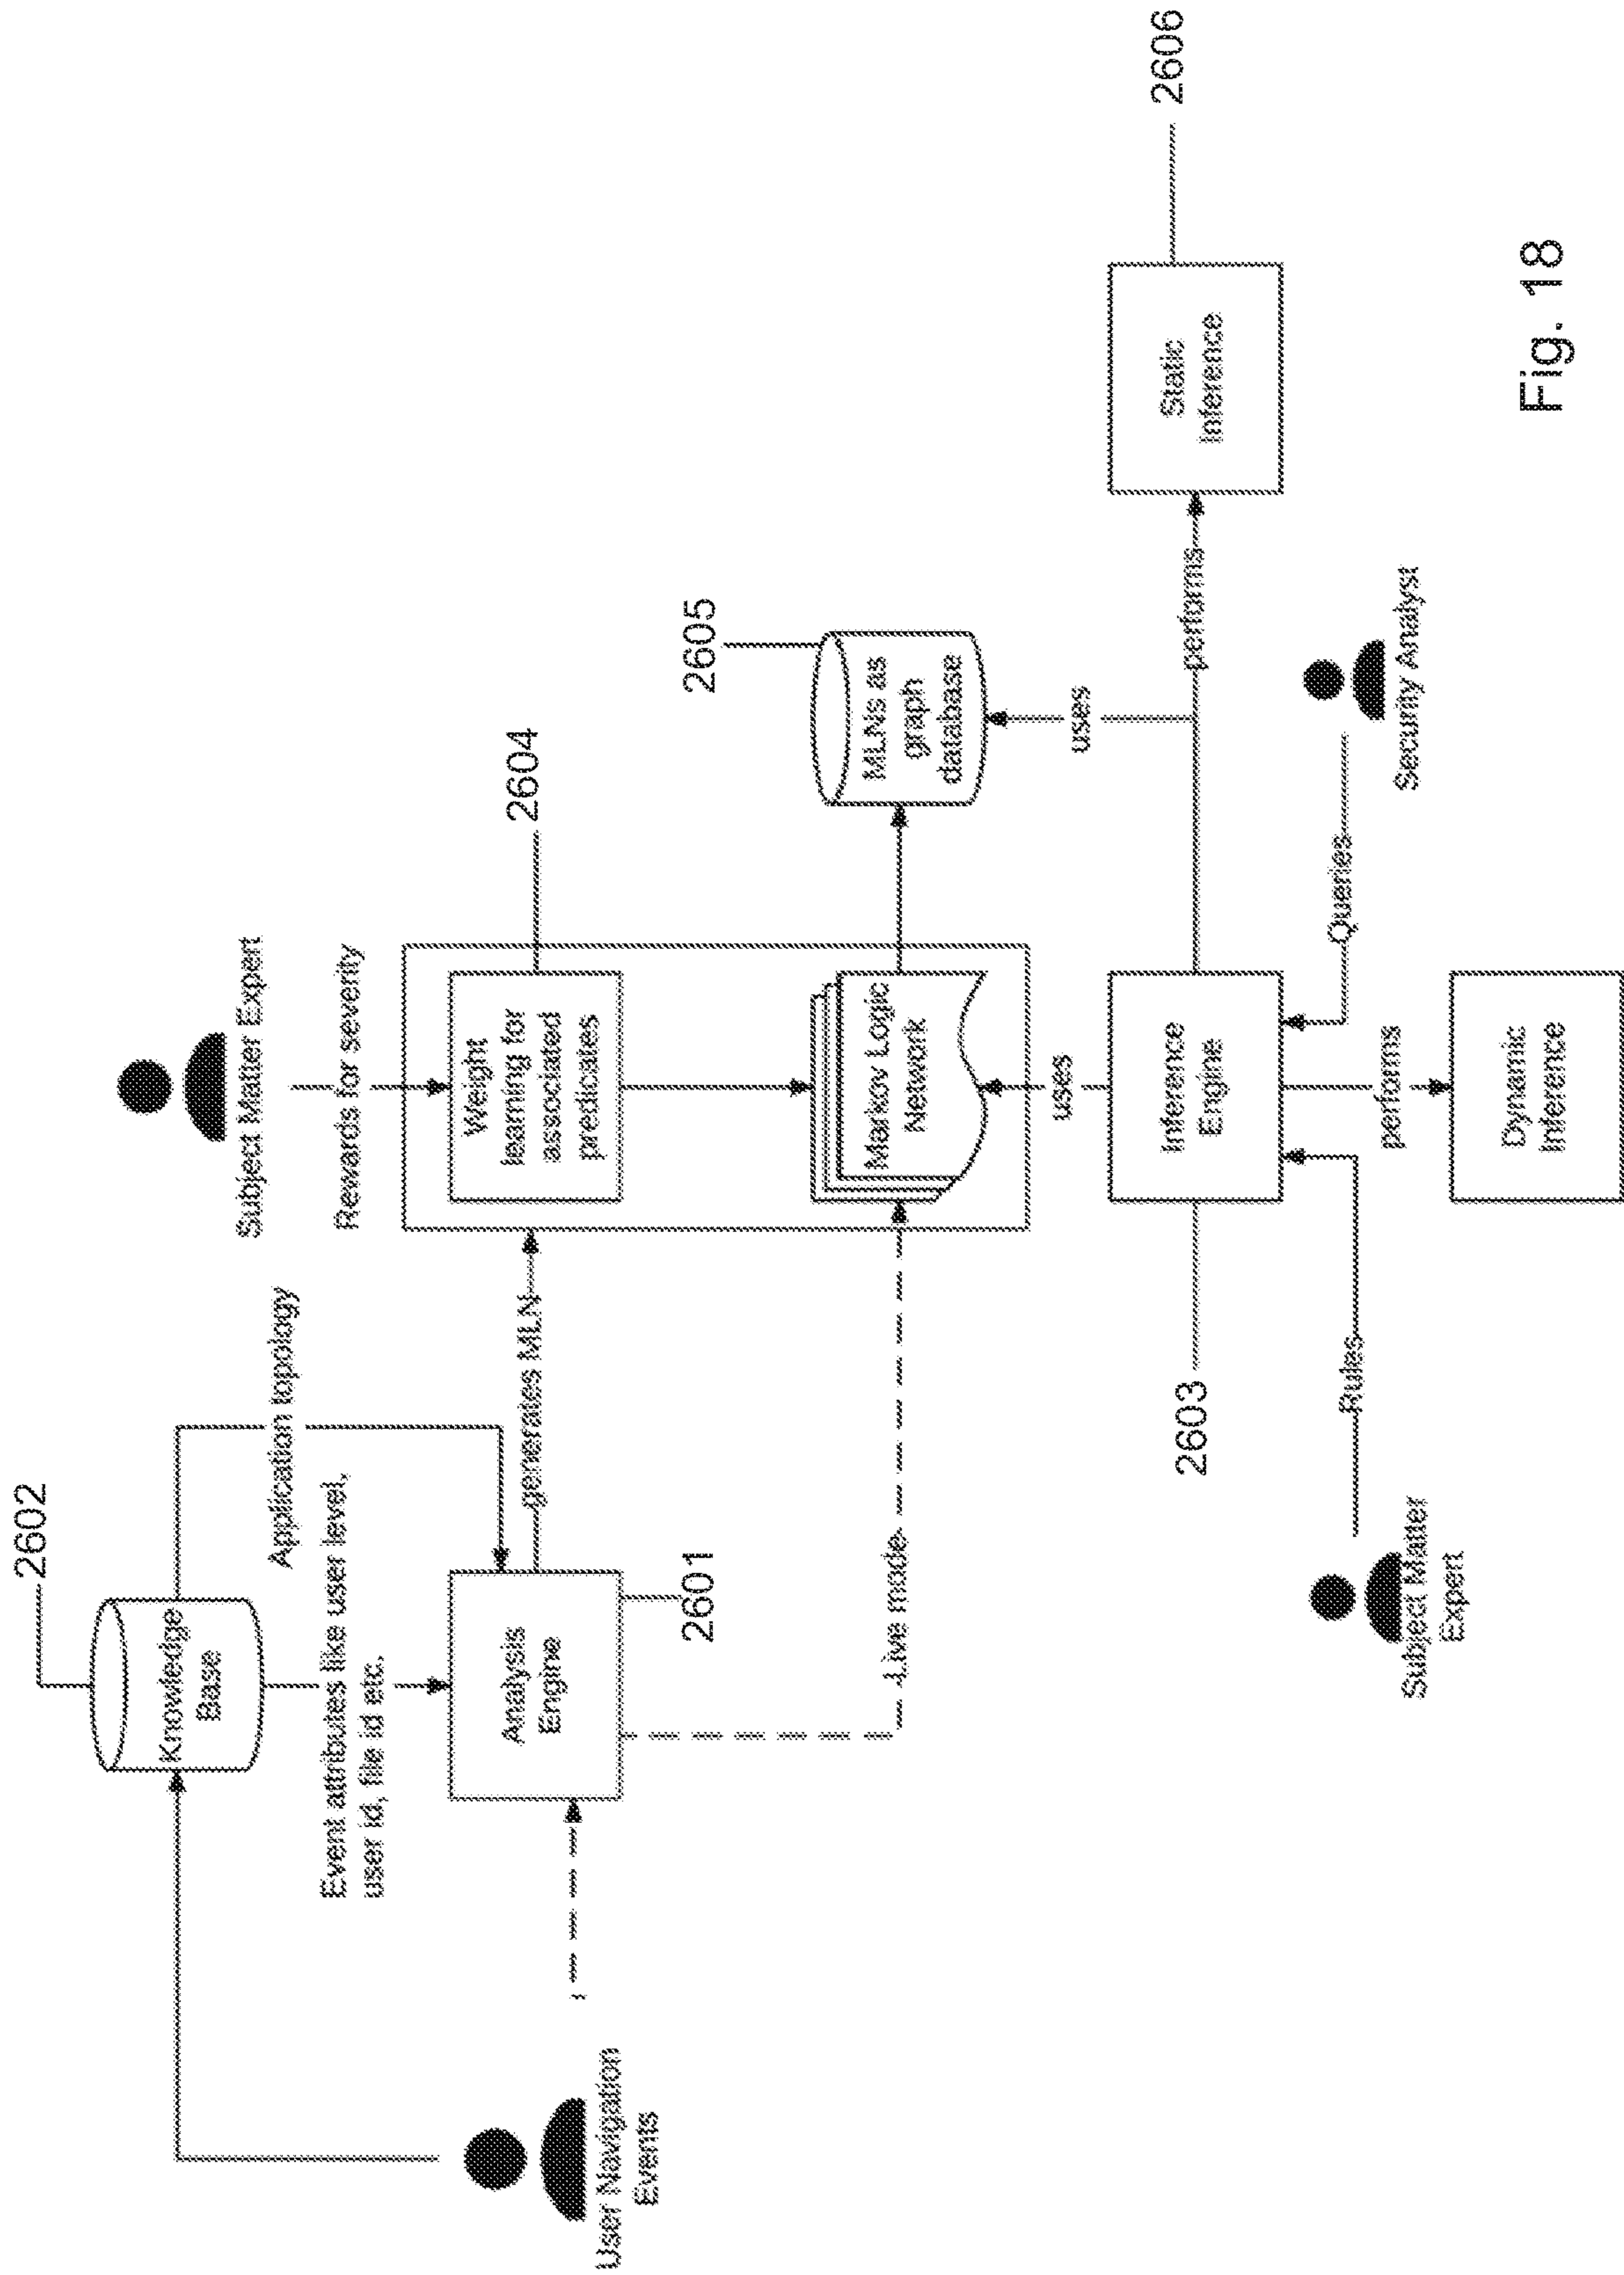 2602
Knowledge
Base
Application topology
Event attributes like user level,
user id, file id etc.
Analysis
Engine
2601
User Navigation
Events
generates MLN
Live mode
Subject Matter Expert
Rewards for severity
Weight
learning for
associated
predicates
2604
Markov Logic
Network
MLNs as
graph
database
2605
uses
uses
Inference
Engine
2603
performs
Static
Inference
2606
Rules
Subject Matter
Expert
Queries
Security Analyst
performs
Dynamic
Inference
Fig. 18